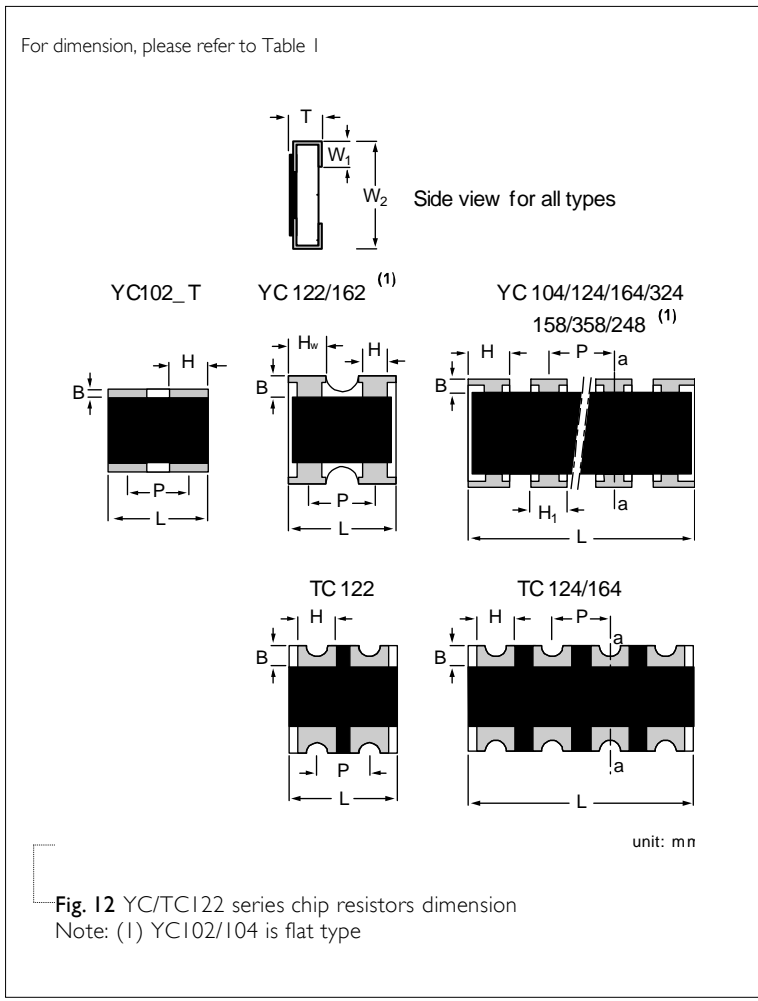 For dimension, please refer to Table 1
T
W1
W2
Side view for all types
YC102_T
YC 122/162 (1)
YC 104/124/164/324
158/358/248 (1)
H
B
P
L
Hw
H
B
P
L
H
P
a
B
H1
a
L
TC 122
H
B
P
L
TC 124/164
H
P
a
B
a
L
unit: mm
Fig. 12 YC/TC122 series chip resistors dimension
Note: (1) YC102/104 is flat type